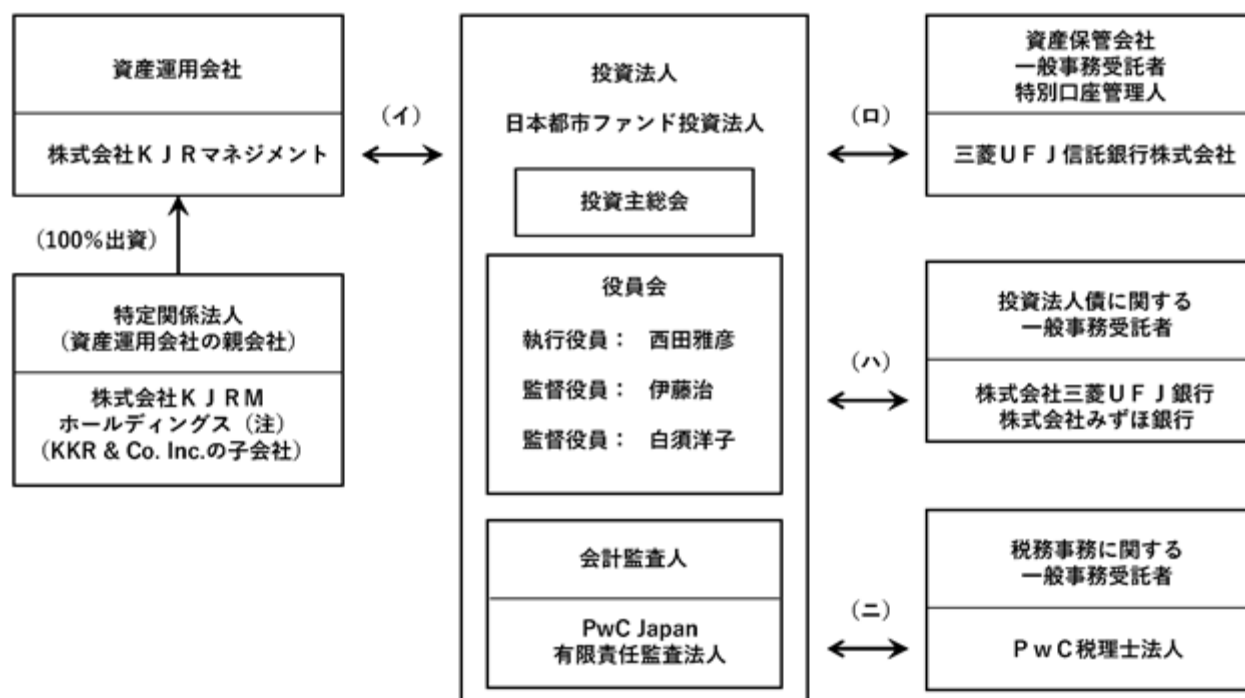 資産運用会社
株式会社ＫＪＲマネジメント
（100％出資）
特定関係法人
（資産運用会社の親会社）
株式会社ＫＪＲＭ
ホールディングス（注）
（KKR & Co. Inc.の子会社）
（イ）
投資法人
日本都市ファンド投資法人
投資主総会
役員会
執行役員： 西田雅彦
監督役員： 伊藤治
監督役員： 白須洋子
会計監査人
PwC Japan
有限責任監査法人
（ロ）
資産保管会社
一般事務受託者
特別口座管理人
三菱ＵＦＪ信託銀行株式会社
（ハ）
投資法人債に関する
一般事務受託者
株式会社三菱ＵＦＪ銀行
株式会社みずほ銀行
（ニ）
税務事務に関する
一般事務受託者
ＰｗＣ税理士法人